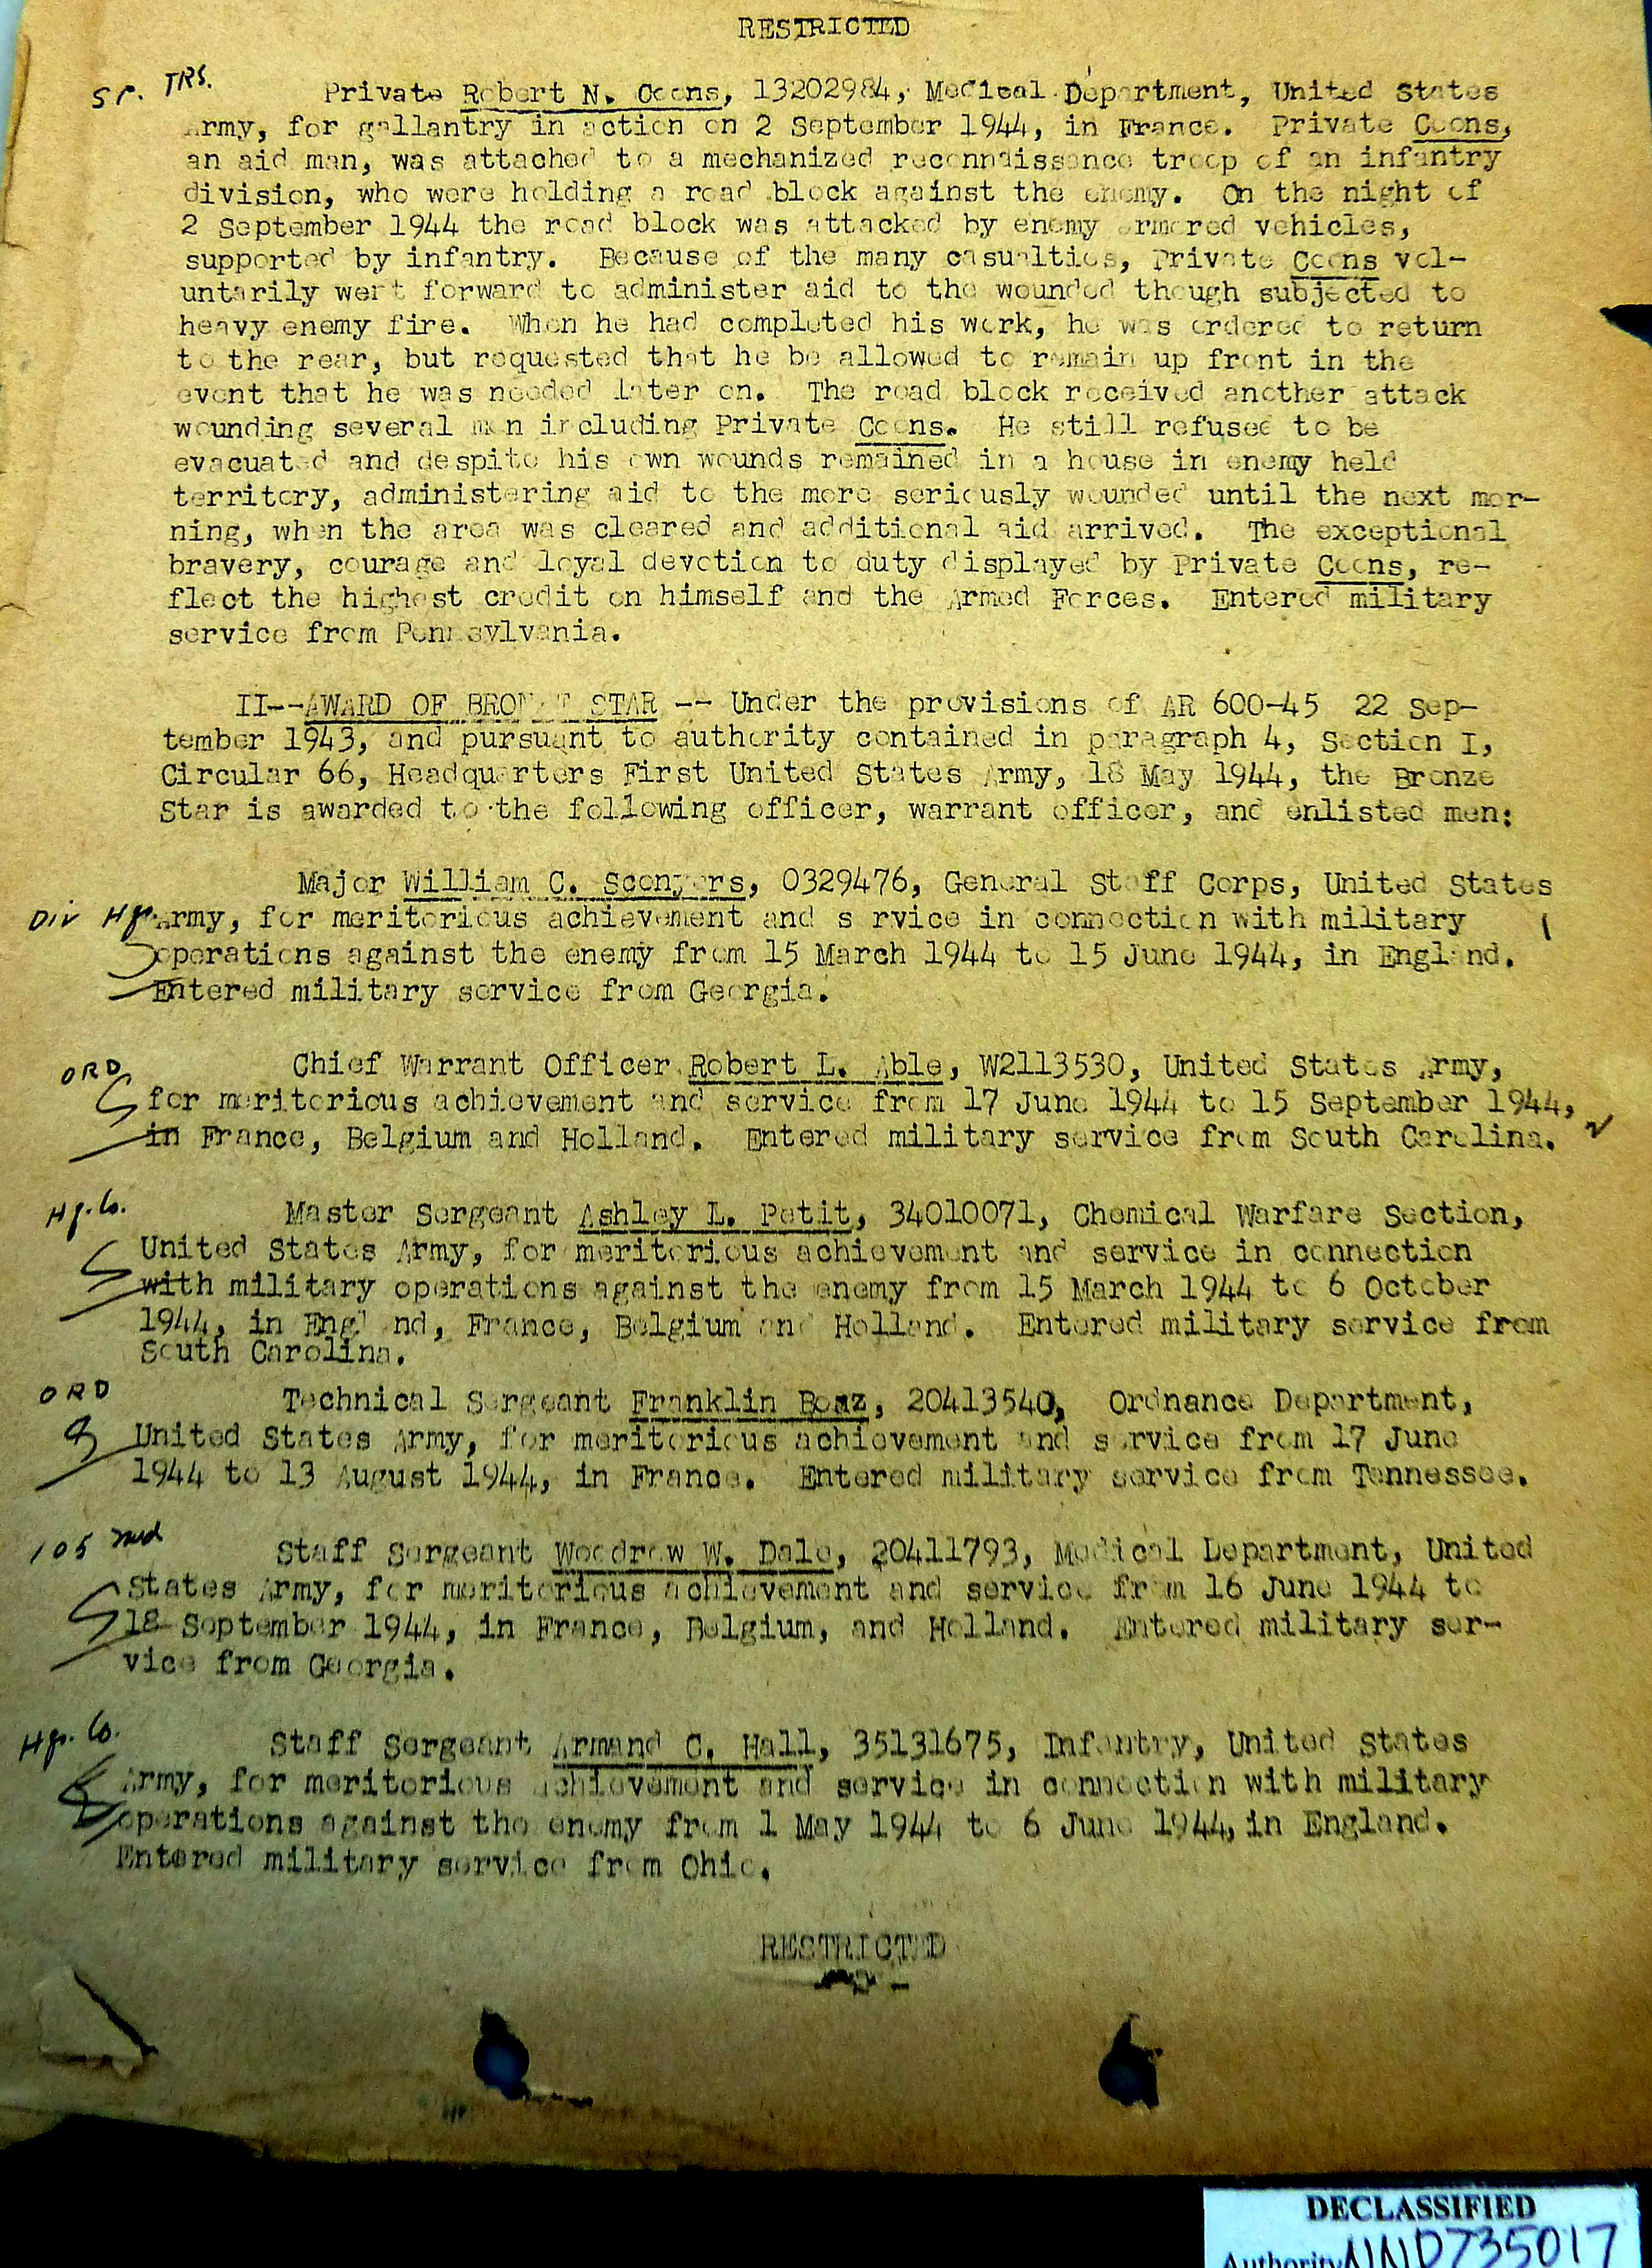 RESTRICTED
Sp. TRS.
Private Robert N. Coons, 13202984, Medical Department, United States
Army, for gallantry in action on 2 September 1944, in France. Private Coons,
an aid man, was attached to a mechanized reconnaissance troop of an infantry
division, who were holding a road block against the enemy. On the night of
2 September 1944 the road block was attacked by enemy armored vehicles,
supported by infantry. Because of the many casualties, Private Coons vol-
untarily went forward to administer aid to the wounded though subjected to
heavy enemy fire. When he had completed his work, he was ordered to return
to the rear, but requested that he be allowed to remain up front in the
event that he was needed later on. The road block received another attack
wounding several men including Private Coons. He still refused to be
evacuated and despite his own wounds remained in a house in enemy held
territory, administering aid to the more seriously wounded until the next mor-
ning, when the area was cleared and additional aid arrived. The exceptional
bravery, courage and loyal devotion to duty displayed by Private Coons, re-
flect the highest credit on himself and the Armed Forces. Entered military
service from Pennsylvania.
II--AWARD OF BRONZE STAR -- Under the provisions of AR 600-45 22 Sep-
tember 1943, and pursuant to authority contained in paragraph 4, Section I,
Circular 66, Headquarters First United States Army, 18 May 1944, the Bronze
Star is awarded to the following officer, warrant officer, and enlisted men:
Major William C. Sconyers, O329476, General Staff Corps, United States
Div Hq. Army, for meritorious achievement and service in connection with military
operations against the enemy from 15 March 1944 to 15 June 1944, in England.
Entered military service from Georgia.
ORD
Chief Warrant Officer Robert L. Able, W2113530, United States Army,
for meritorious achievement and service from 17 June 1944 to 15 September 1944,
in France, Belgium and Holland. Entered military service from South Carolina.
Hq. Co.
Master Sergeant Ashley L. Petit, 34010071, Chemical Warfare Section,
United States Army, for meritorious achievement and service in connection
with military operations against the enemy from 15 March 1944 to 6 October
1944, in England, France, Belgium and Holland. Entered military service from
South Carolina.
ORD
Technical Sergeant Franklin Boaz, 20413540, Ordnance Department,
United States Army, for meritorious achievement and service from 17 June
1944 to 13 August 1944, in France. Entered military service from Tennessee.
105 med
Staff Sergeant Woodrow W. Dale, 20411793, Medical Department, United
States Army, for meritorious achievement and service from 16 June 1944 to
18 September 1944, in France, Belgium, and Holland. Entered military ser-
vice from Georgia.
Hq. Co.
Staff Sergeant Armand C. Hall, 35131675, Infantry, United States
Army, for meritorious achievement and service in connection with military
operations against the enemy from 1 May 1944 to 6 June 1944, in England.
Entered military service from Ohio.
RESTRICTED
DECLASSIFIED
Authority NND735017